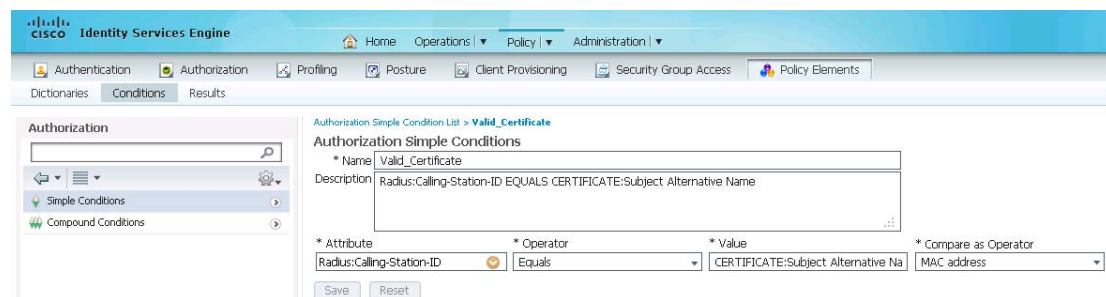 cisco Identity Services Engine
Home Operations | Policy | Administration |
Authentication Authorization Profiling Posture Client Provisioning Security Group Access Policy Elements
Dictionaries Conditions Results
Authorization
Simple Conditions
Compound Conditions
Authorization Simple Condition List > Valid_Certificate
Authorization Simple Conditions
* Name Valid_Certificate
Description Radius:Calling-Station-ID EQUALS CERTIFICATE:Subject Alternative Name
* Attribute * Operator * Value * Compare as Operator
Radius:Calling-Station-ID Equals CERTIFICATE:Subject Alternative Na MAC address
Save Reset